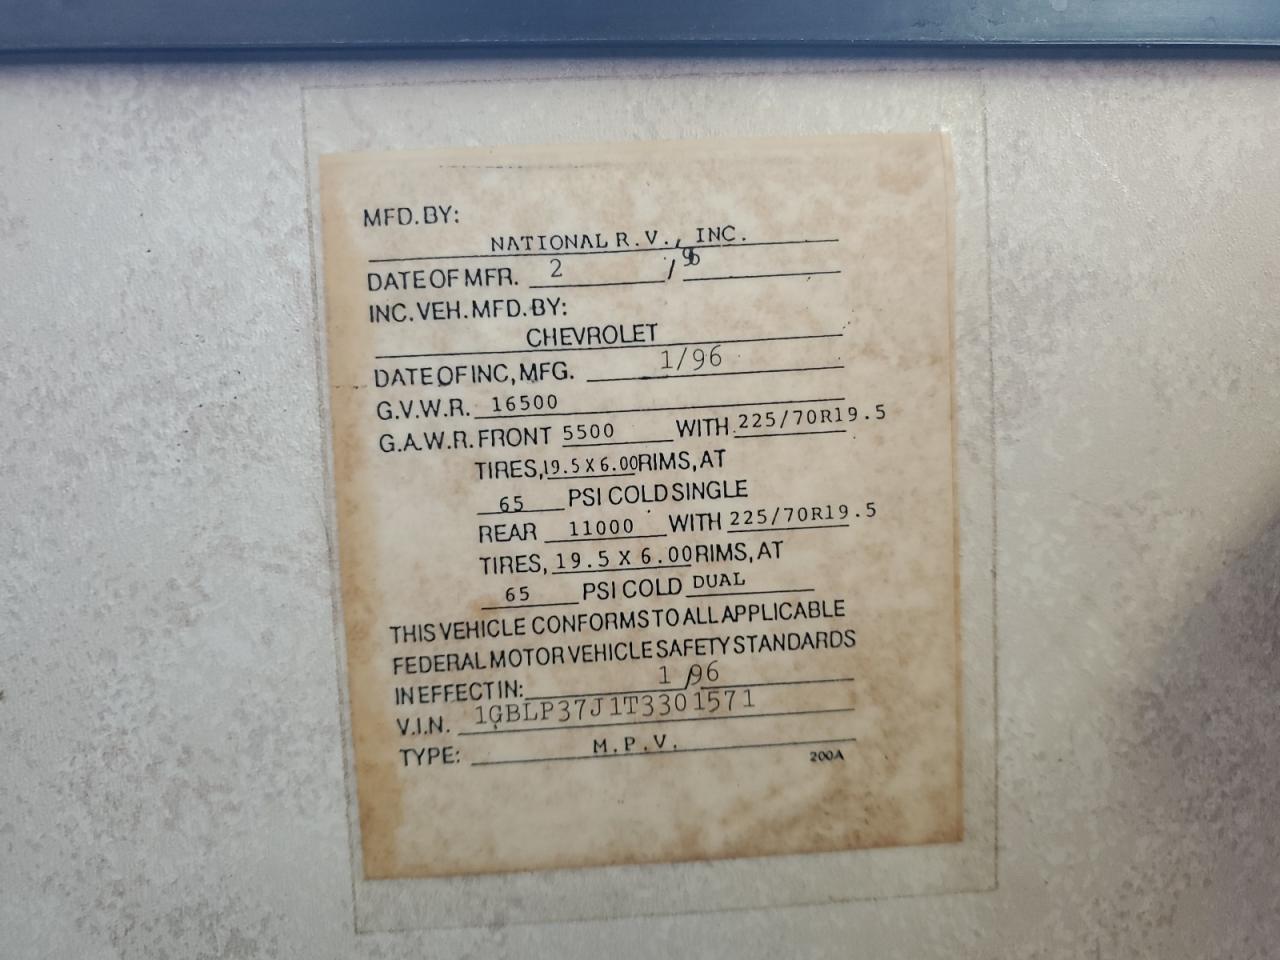 MFD. BY:
NATIONAL R.V., INC.
DATE OF MFR. 2 / 96
INC. VEH. MFD. BY:
CHEVROLET
DATE OF INC, MFG. 1/96
G.V.W.R. 16500
G.A.W.R. FRONT 5500 WITH 225/70R19.5
TIRES, 19.5 X 6.00 RIMS, AT
65 PSI COLD SINGLE
REAR 11000 WITH 225/70R19.5
TIRES, 19.5 X 6.00 RIMS, AT
65 PSI COLD DUAL
THIS VEHICLE CONFORMS TO ALL APPLICABLE
FEDERAL MOTOR VEHICLE SAFETY STANDARDS
IN EFFECT IN: 1 /96
V.I.N. 1GBLP37J1T3301571
TYPE: M.P.V.
200A